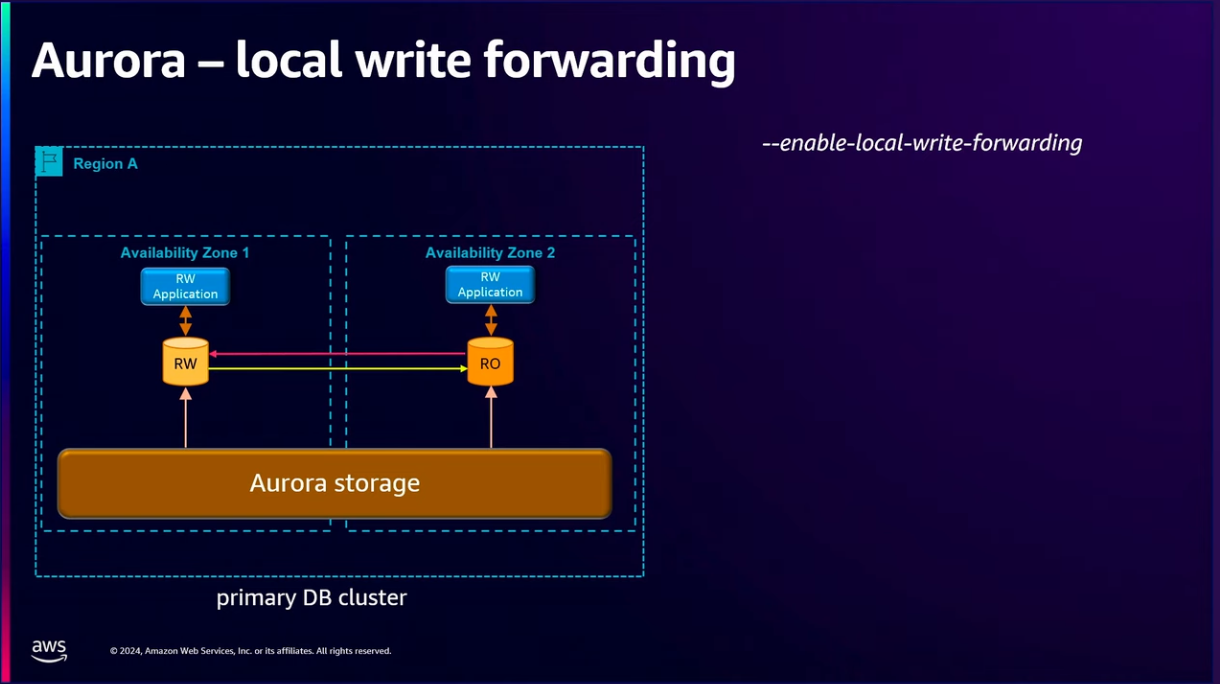 Aurora – local write forwarding
--enable-local-write-forwarding
Region A
Availability Zone 1
Availability Zone 2
RW
Application
RW
Application
RW
RO
Aurora storage
primary DB cluster
aws
© 2024, Amazon Web Services, Inc. or its affiliates. All rights reserved.